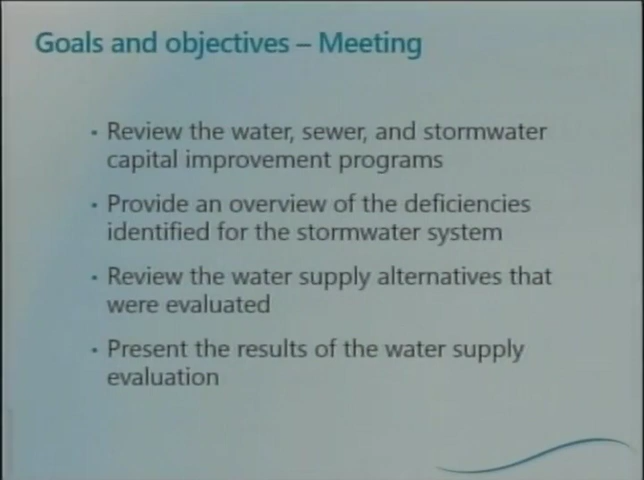 Goals and objectives – Meeting
• Review the water, sewer, and stormwater
capital improvement programs
• Provide an overview of the deficiencies
identified for the stormwater system
• Review the water supply alternatives that
were evaluated
• Present the results of the water supply
evaluation